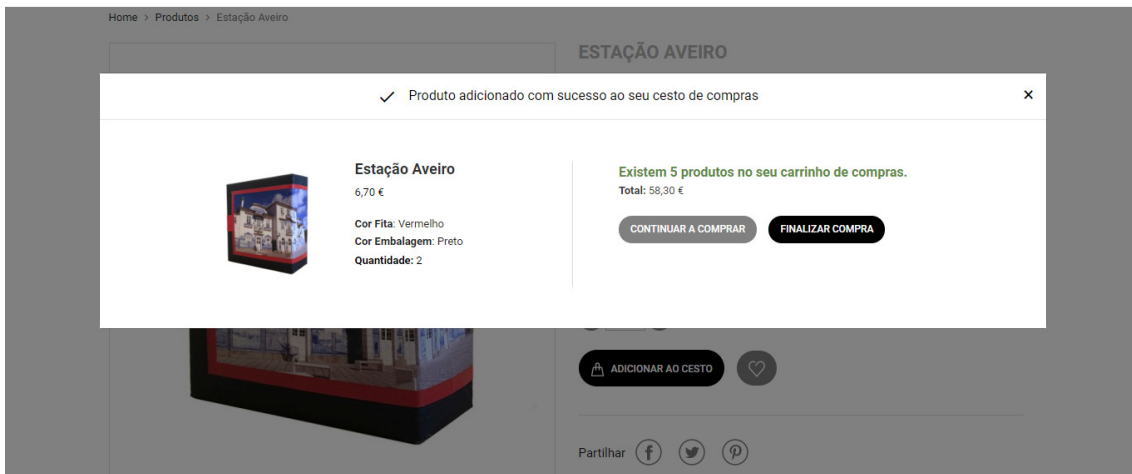 Home > Produtos > Estação Aveiro
ESTAÇÃO AVEIRO
Produto adicionado com sucesso ao seu cesto de compras
Estação Aveiro
6,70 €
Cor Fita: Vermelho
Cor Embalagem: Preto
Quantidade: 2
Existem 5 produtos no seu carrinho de compras.
Total: 58,30 €
CONTINUAR A COMPRAR FINALIZAR COMPRA
ADICIONAR AO CESTO
Partilhar